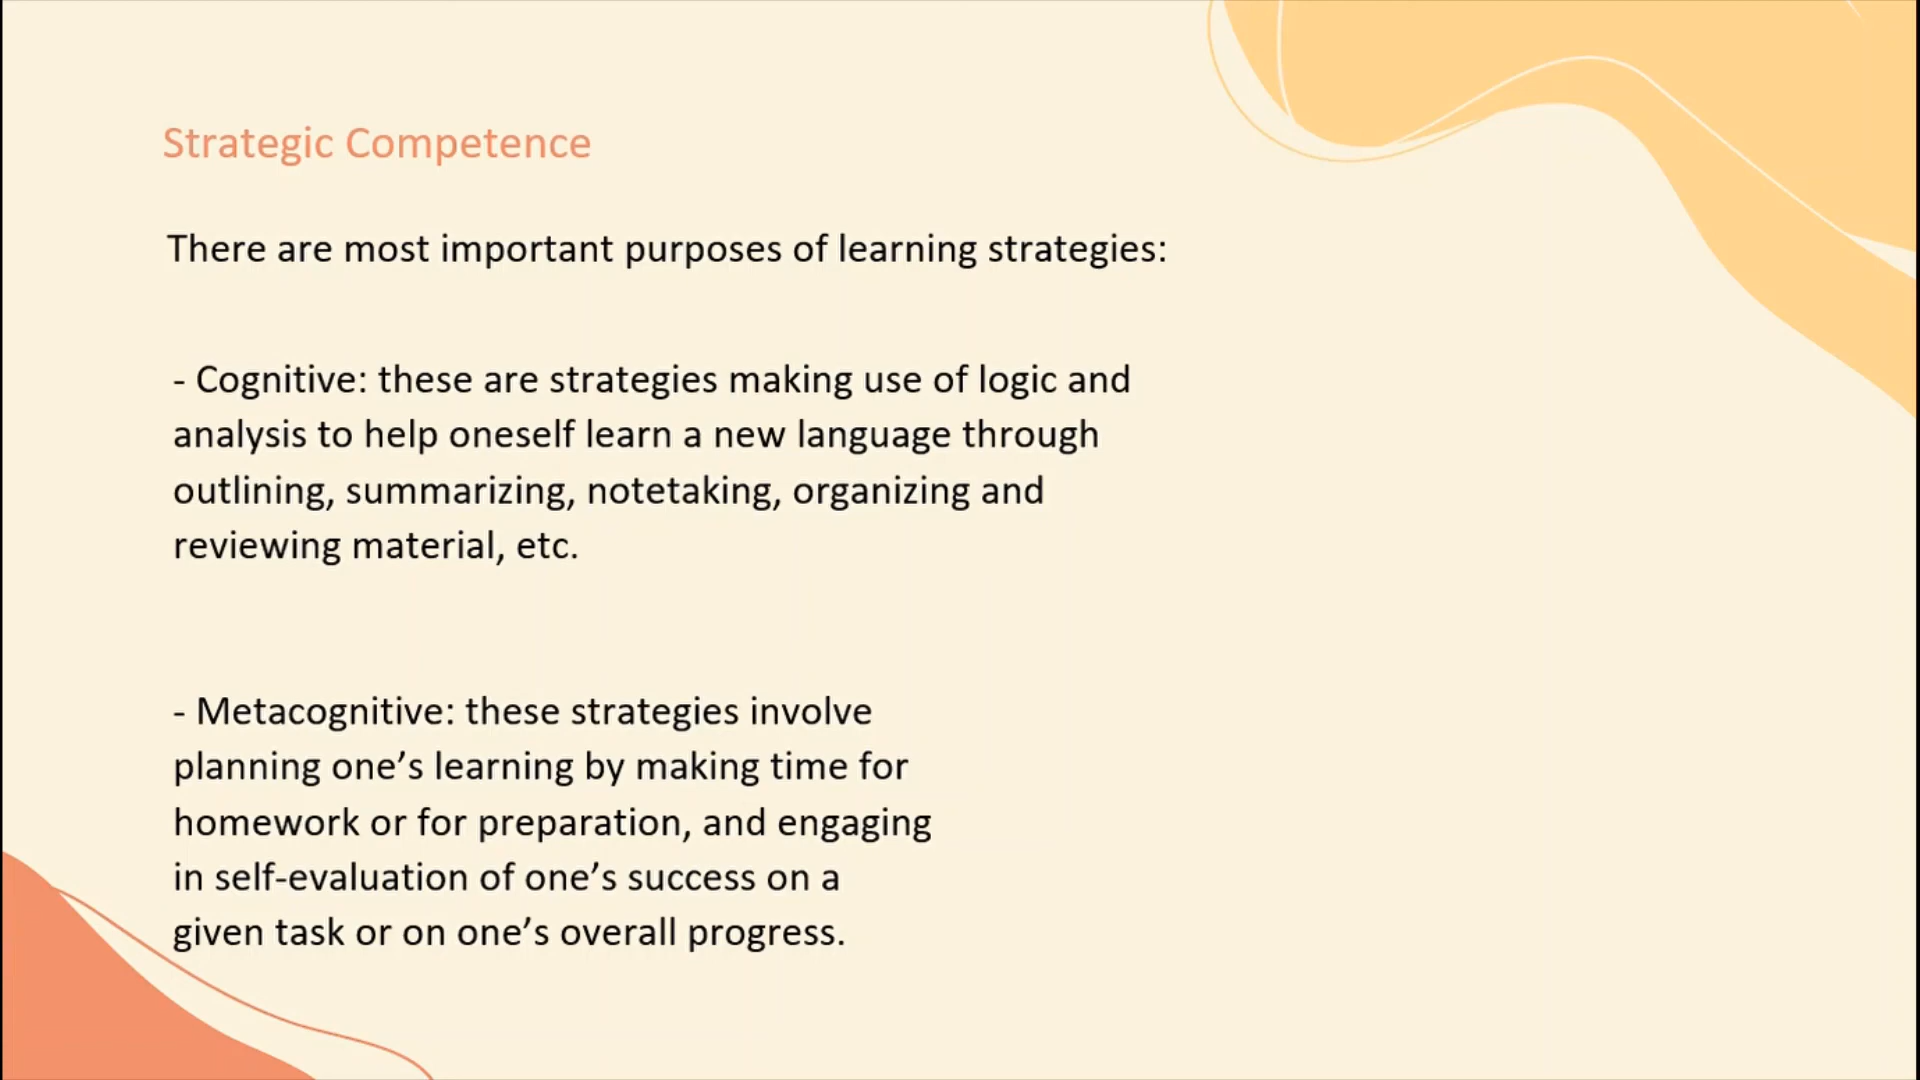 Strategic Competence
There are most important purposes of learning strategies:
- Cognitive: these are strategies making use of logic and
analysis to help oneself learn a new language through
outlining, summarizing, notetaking, organizing and
reviewing material, etc.
- Metacognitive: these strategies involve
planning one’s learning by making time for
homework or for preparation, and engaging
in self-evaluation of one’s success on a
given task or on one’s overall progress.